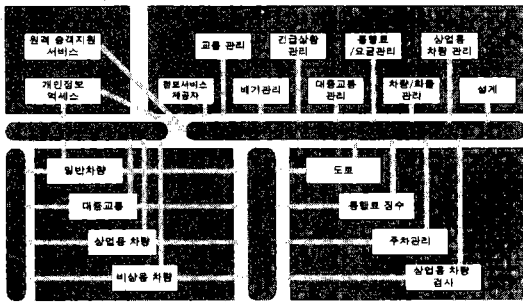 원격 승객지원
서비스
개인정보
억세스
정보서비스
제공자
교통 관리
긴급상황
관리
통행료
/요금관리
상업용
차량 관리
배기관리
대중교통
관리
차량/화물
관리
설계
일반차량
대중교통
상업용 차량
비상용 차량
도로
통행료 징수
주차관리
상업용 차량
검사